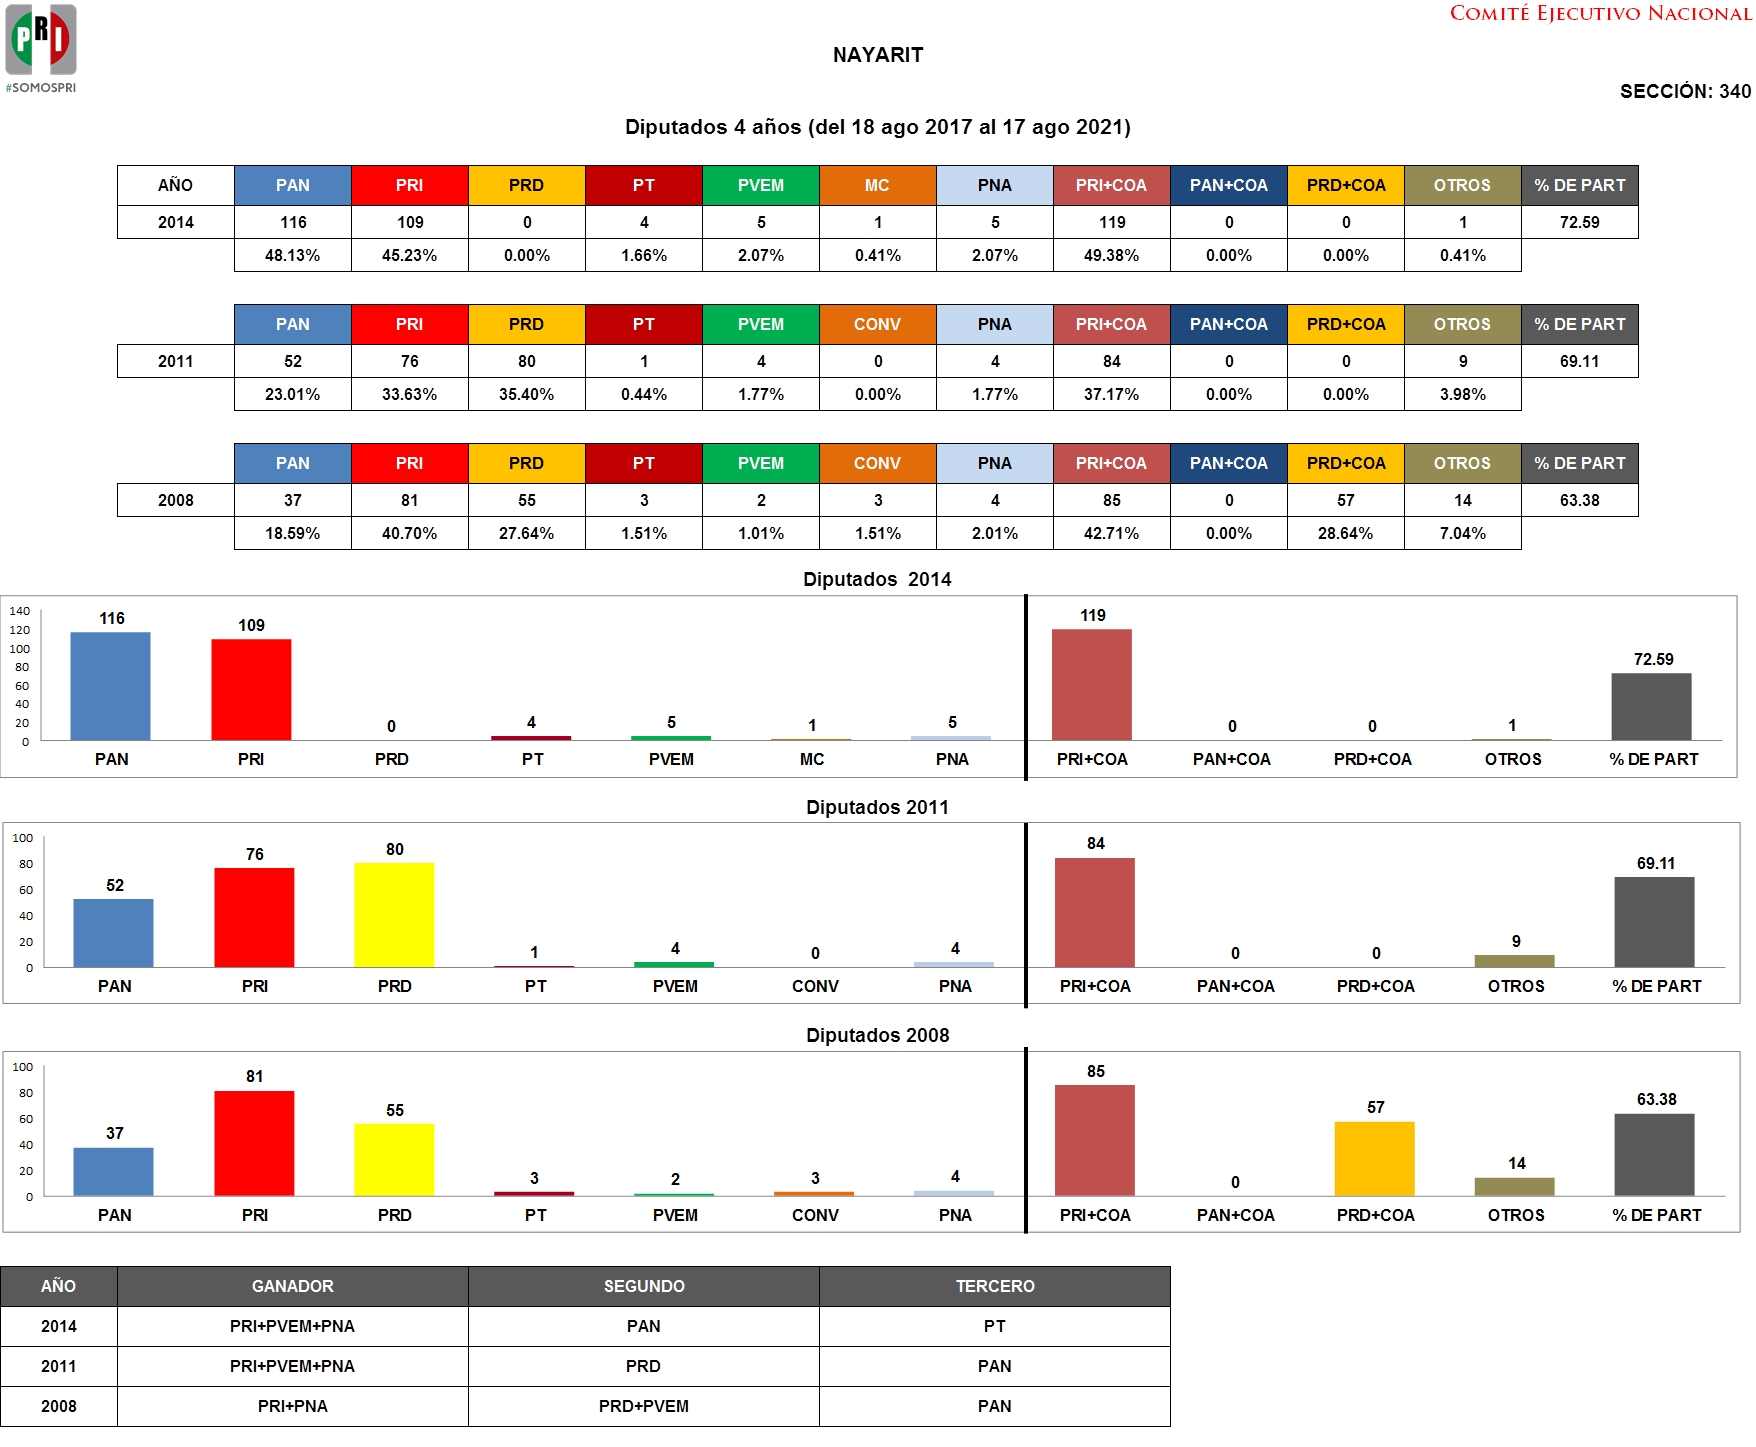 PRI
#SOMOSPRI
COMITÉ EJECUTIVO NACIONAL
NAYARIT
SECCIÓN: 340
Diputados 4 años (del 18 ago 2017 al 17 ago 2021)
AÑO PAN PRI PRD PT PVEM MC PNA PRI+COA PAN+COA PRD+COA OTROS % DE PART
2014 116 109 0 4 5 1 5 119 0 0 1 72.59
48.13% 45.23% 0.00% 1.66% 2.07% 0.41% 2.07% 49.38% 0.00% 0.00% 0.41%
PAN PRI PRD PT PVEM CONV PNA PRI+COA PAN+COA PRD+COA OTROS % DE PART
2011 52 76 80 1 4 0 4 84 0 0 9 69.11
23.01% 33.63% 35.40% 0.44% 1.77% 0.00% 1.77% 37.17% 0.00% 0.00% 3.98%
PAN PRI PRD PT PVEM CONV PNA PRI+COA PAN+COA PRD+COA OTROS % DE PART
2008 37 81 55 3 2 3 4 85 0 57 14 63.38
18.59% 40.70% 27.64% 1.51% 1.01% 1.51% 2.01% 42.71% 0.00% 28.64% 7.04%
Diputados 2014
140
120
100
80
60
40
20
0
116 109 0 4 5 1 5 119 0 0 1 72.59
PAN PRI PRD PT PVEM MC PNA PRI+COA PAN+COA PRD+COA OTROS % DE PART
Diputados 2011
100
80
60
40
20
0
52 76 80 1 4 0 4 84 0 0 9 69.11
PAN PRI PRD PT PVEM CONV PNA PRI+COA PAN+COA PRD+COA OTROS % DE PART
Diputados 2008
100
80
60
40
20
0
37 81 55 3 2 3 4 85 0 57 14 63.38
PAN PRI PRD PT PVEM CONV PNA PRI+COA PAN+COA PRD+COA OTROS % DE PART
AÑO GANADOR SEGUNDO TERCERO
2014 PRI+PVEM+PNA PAN PT
2011 PRI+PVEM+PNA PRD PAN
2008 PRI+PNA PRD+PVEM PAN